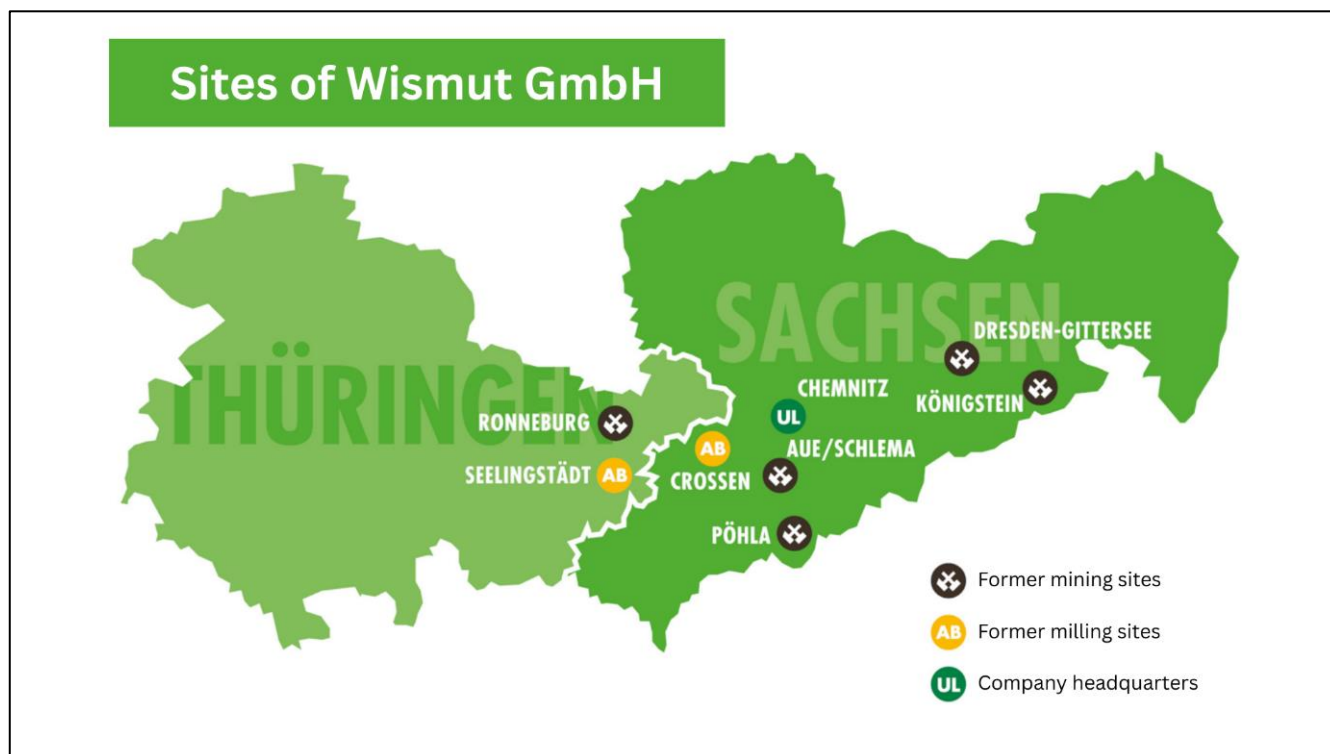 Sites of Wismut GmbH
SACHSEN
DRESDEN-GITTERSEE
THÜRINGEN
CHEMNITZ
KÖNIGSTEIN
RONNEBURG
UL
AUE/SCHLEMA
AB
SEELINGSTÄDT
AB
CROSSEN
PÖHLA
Former mining sites
AB
Former milling sites
UL
Company headquarters